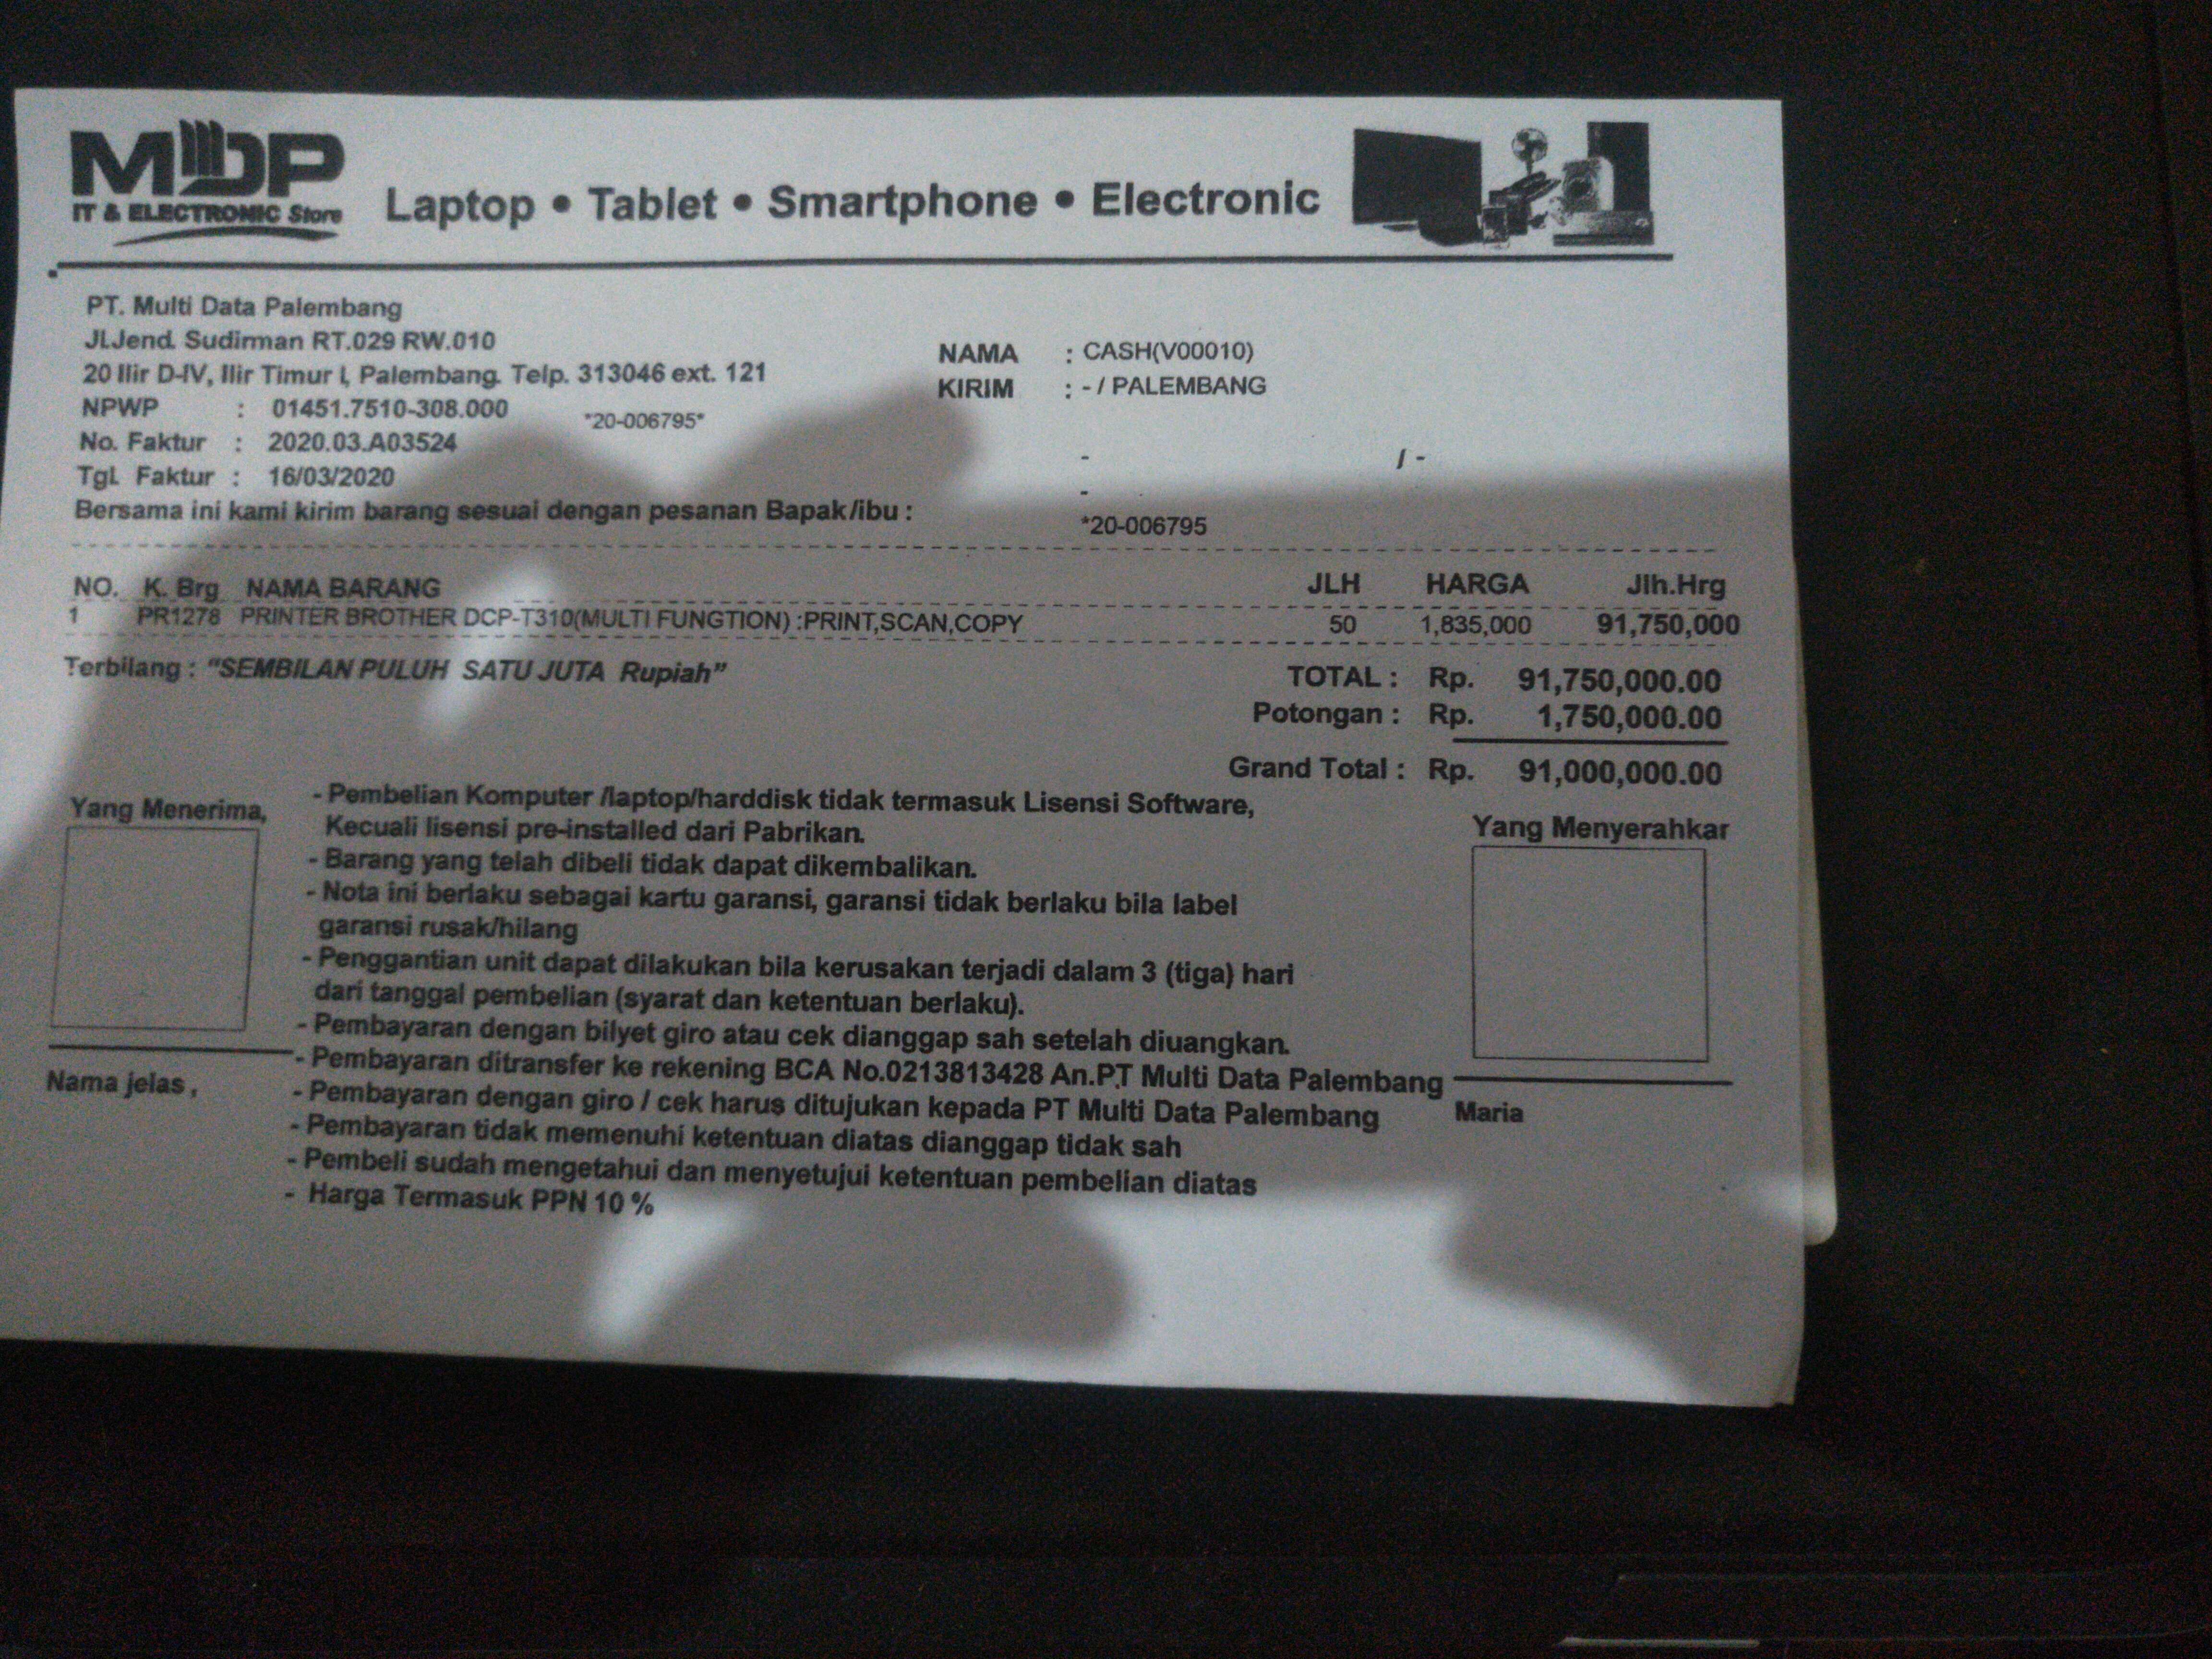 MDP
IT & ELECTRONIC Store
Laptop • Tablet • Smartphone • Electronic
PT. Multi Data Palembang
Jl.Jend. Sudirman RT.029 RW.010
20 Ilir D-IV, Ilir Timur I, Palembang. Telp. 313046 ext. 121
NPWP : 01451.7510-308.000
*20-006795*
No. Faktur : 2020.03.A03524
Tgl. Faktur : 16/03/2020
NAMA : CASH(V00010)
KIRIM : - / PALEMBANG
- / -
-
Bersama ini kami kirim barang sesuai dengan pesanan Bapak/ibu :
*20-006795
NO. K. Brg NAMA BARANG JLH HARGA Jlh.Hrg
1 PR1278 PRINTER BROTHER DCP-T310(MULTI FUNGTION) :PRINT,SCAN,COPY 50 1,835,000 91,750,000
Terbilang : "SEMBILAN PULUH SATU JUTA Rupiah"
TOTAL : Rp. 91,750,000.00
Potongan : Rp. 1,750,000.00
Grand Total : Rp. 91,000,000.00
Yang Menerima,
- Pembelian Komputer /laptop/harddisk tidak termasuk Lisensi Software,
Kecuali lisensi pre-installed dari Pabrikan.
- Barang yang telah dibeli tidak dapat dikembalikan.
- Nota ini berlaku sebagai kartu garansi, garansi tidak berlaku bila label
garansi rusak/hilang
- Penggantian unit dapat dilakukan bila kerusakan terjadi dalam 3 (tiga) hari
dari tanggal pembelian (syarat dan ketentuan berlaku).
- Pembayaran dengan bilyet giro atau cek dianggap sah setelah diuangkan.
- Pembayaran ditransfer ke rekening BCA No.0213813428 An.PT Multi Data Palembang
- Pembayaran dengan giro / cek harus ditujukan kepada PT Multi Data Palembang
- Pembayaran tidak memenuhi ketentuan diatas dianggap tidak sah
- Pembeli sudah mengetahui dan menyetujui ketentuan pembelian diatas
- Harga Termasuk PPN 10 %
Nama jelas ,
Yang Menyerahkar
Maria